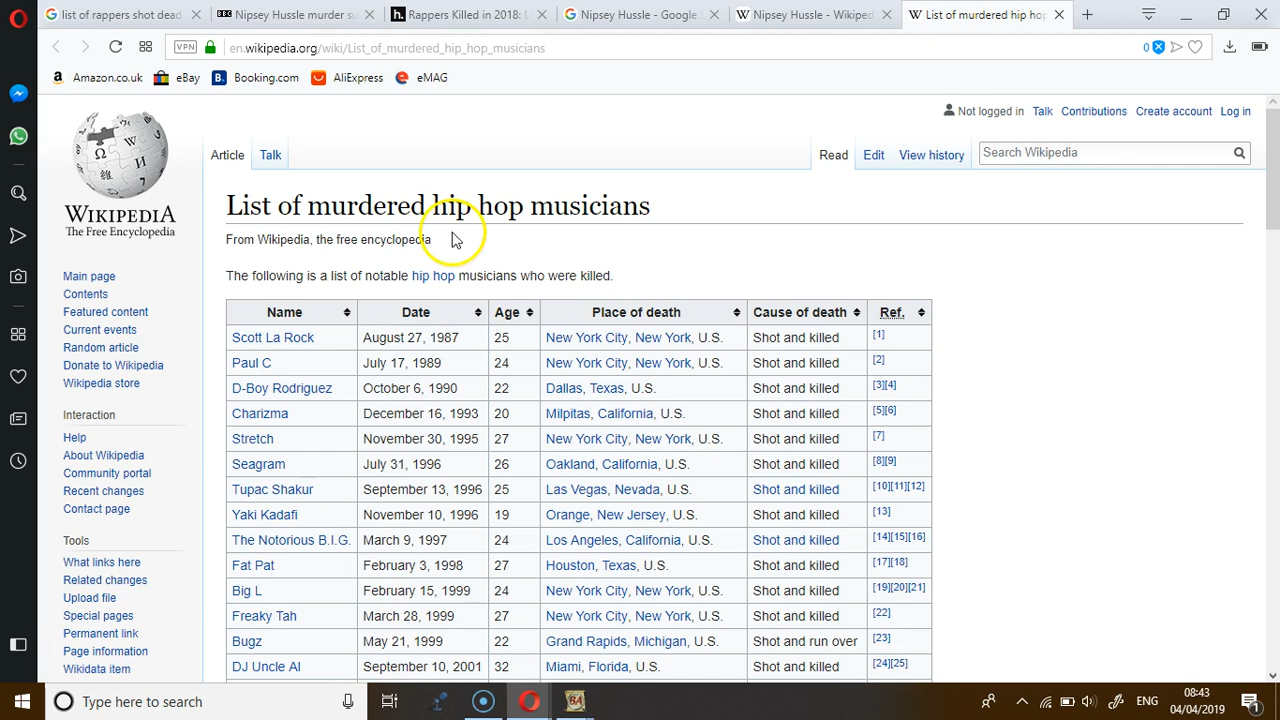 list of rappers shot dead
Nipsey Hussle murder su
Rappers Killed in 2018: L
Nipsey Hussle - Google
Nipsey Hussle - Wikiped
List of murdered hip hop
VPN
en.wikipedia.org/wiki/List_of_murdered_hip_hop_musicians
0
Amazon.co.uk
eBay
Booking.com
AliExpress
eMAG
Not logged in Talk Contributions Create account Log in
Article Talk
Read Edit View history
Search Wikipedia
WIKIPEDIA
The Free Encyclopedia
Main page
Contents
Featured content
Current events
Random article
Donate to Wikipedia
Wikipedia store
Interaction
Help
About Wikipedia
Community portal
Recent changes
Contact page
Tools
What links here
Related changes
Upload file
Special pages
Permanent link
Page information
Wikidata item
List of murdered hip hop musicians
From Wikipedia, the free encyclopedia
The following is a list of notable hip hop musicians who were killed.
Name Date Age Place of death Cause of death Ref.
Scott La Rock August 27, 1987 25 New York City, New York, U.S. Shot and killed [1]
Paul C July 17, 1989 24 New York City, New York, U.S. Shot and killed [2]
D-Boy Rodriguez October 6, 1990 22 Dallas, Texas, U.S. Shot and killed [3][4]
Charizma December 16, 1993 20 Milpitas, California, U.S. Shot and killed [5][6]
Stretch November 30, 1995 27 New York City, New York, U.S. Shot and killed [7]
Seagram July 31, 1996 26 Oakland, California, U.S. Shot and killed [8][9]
Tupac Shakur September 13, 1996 25 Las Vegas, Nevada, U.S. Shot and killed [10][11][12]
Yaki Kadafi November 10, 1996 19 Orange, New Jersey, U.S. Shot and killed [13]
The Notorious B.I.G. March 9, 1997 24 Los Angeles, California, U.S. Shot and killed [14][15][16]
Fat Pat February 3, 1998 27 Houston, Texas, U.S. Shot and killed [17][18]
Big L February 15, 1999 24 New York City, New York, U.S. Shot and killed [19][20][21]
Freaky Tah March 28, 1999 27 New York City, New York, U.S. Shot and killed [22]
Bugz May 21, 1999 22 Grand Rapids, Michigan, U.S. Shot and run over [23]
DJ Uncle Al September 10, 2001 32 Miami, Florida, U.S. Shot and killed [24][25]
Type here to search
ENG
08:43
04/04/2019